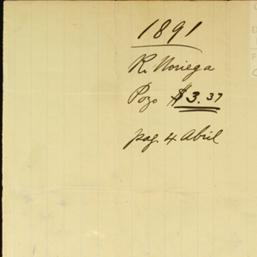 1891
R. Noriega
Pozo $3.37
pag. 4 Abril